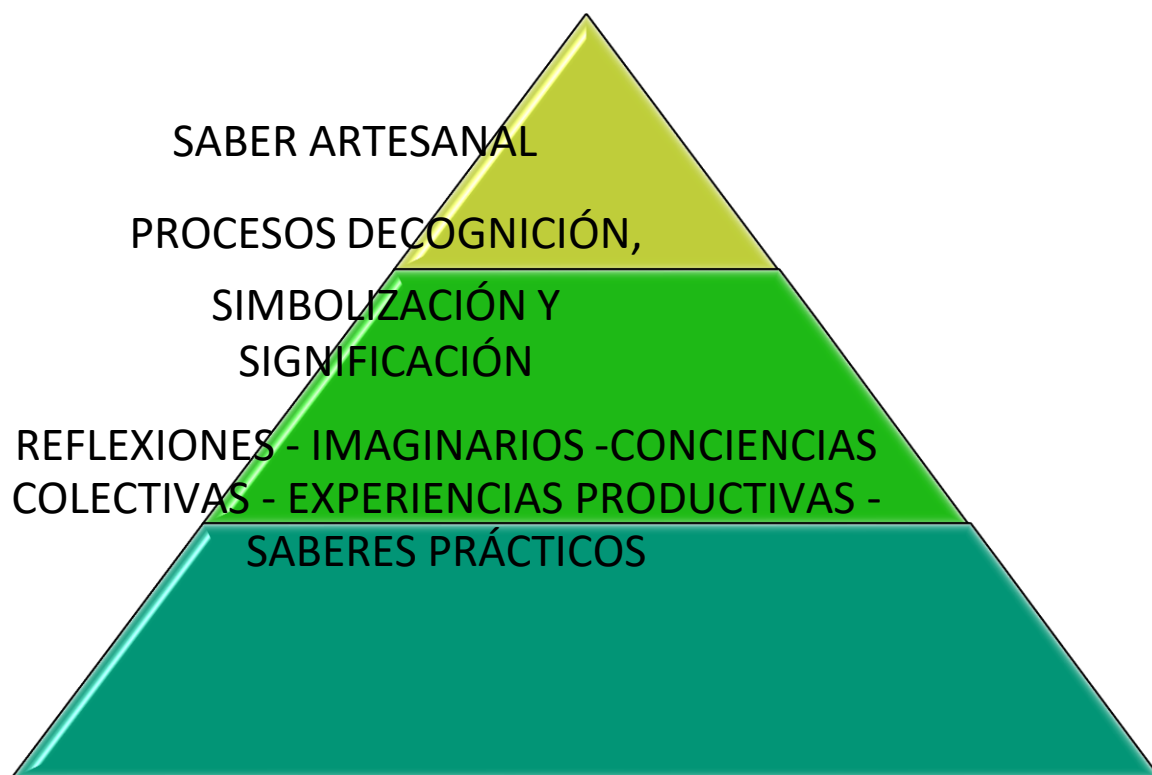 SABER ARTESANAL
PROCESOS DECOGNICIÓN,
SIMBOLIZACIÓN Y
SIGNIFICACIÓN
REFLEXIONES - IMAGINARIOS -CONCIENCIAS
COLECTIVAS - EXPERIENCIAS PRODUCTIVAS -
SABERES PRÁCTICOS